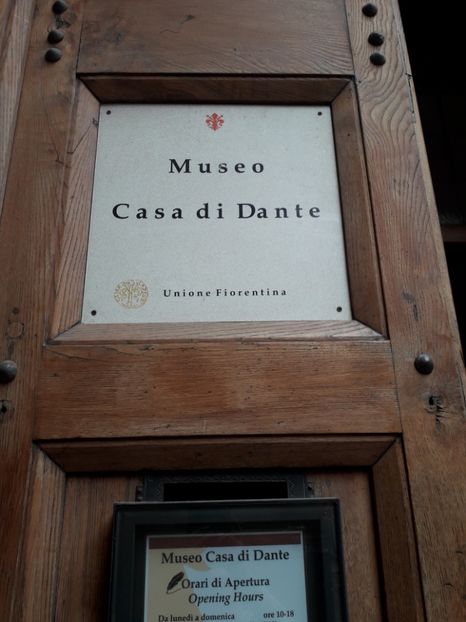 Museo
Casa di Dante
Unione Fiorentina
Museo Casa di Dante
Orari di Apertura
Opening Hours
Da lunedì a domenica ore 10-18